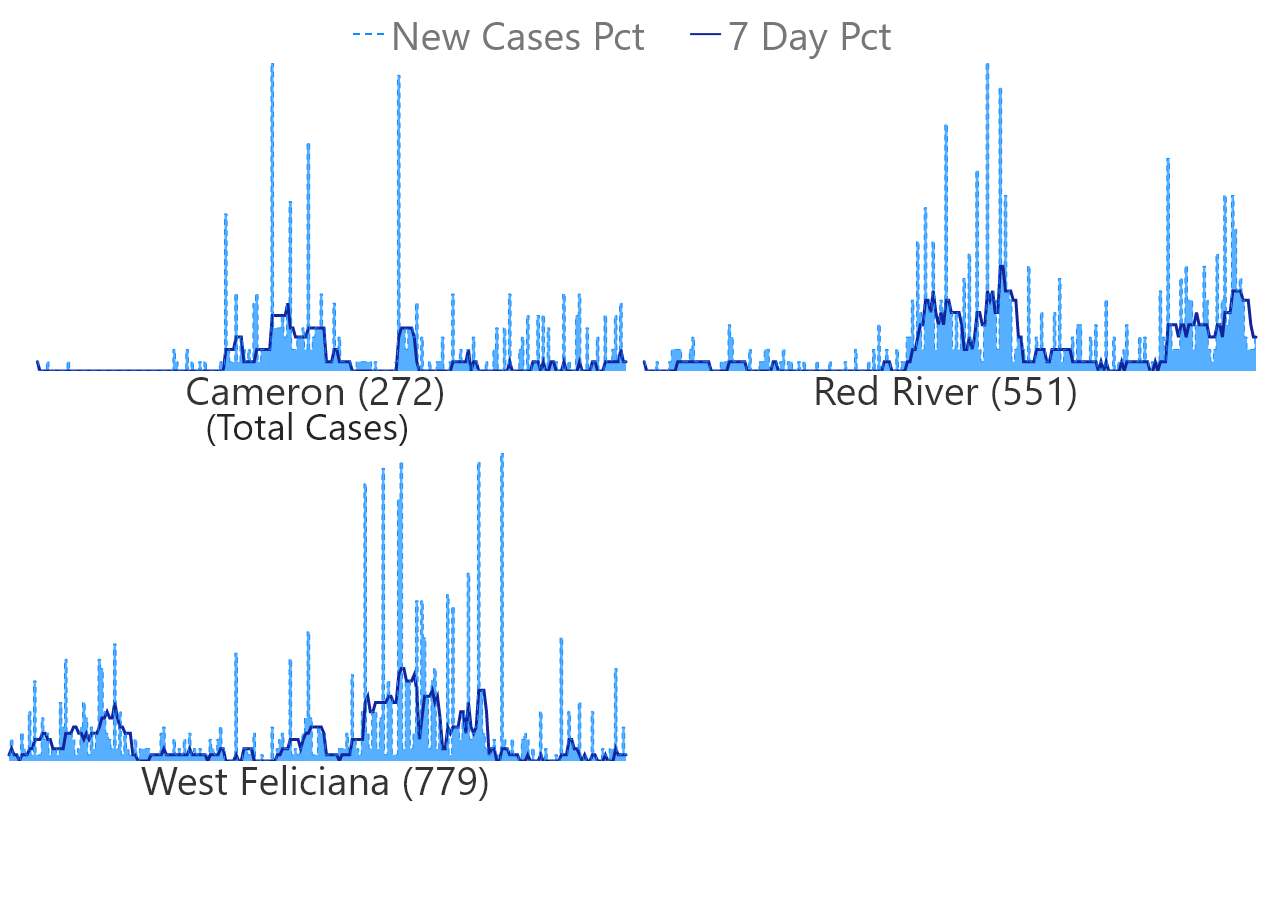 New Cases Pct 7 Day Pct
Cameron (272)
(Total Cases)
Red River (551)
West Feliciana (779)